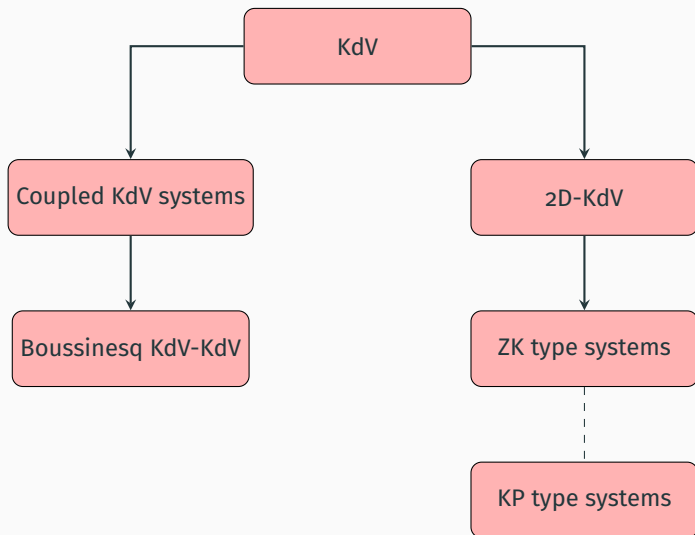 KdV
Coupled KdV systems
2D-KdV
Boussinesq KdV-KdV
ZK type systems
KP type systems